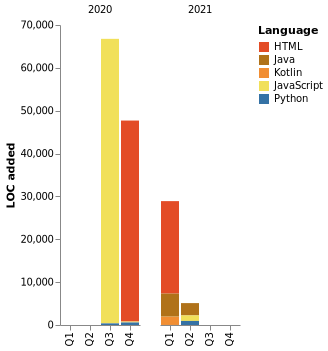 2020 2021
Language
HTML
Java
Kotlin
JavaScript
Python
LOC added
70,000
60,000
50,000
40,000
30,000
20,000
10,000
0
Q1 Q2 Q3 Q4 Q1 Q2 Q3 Q4